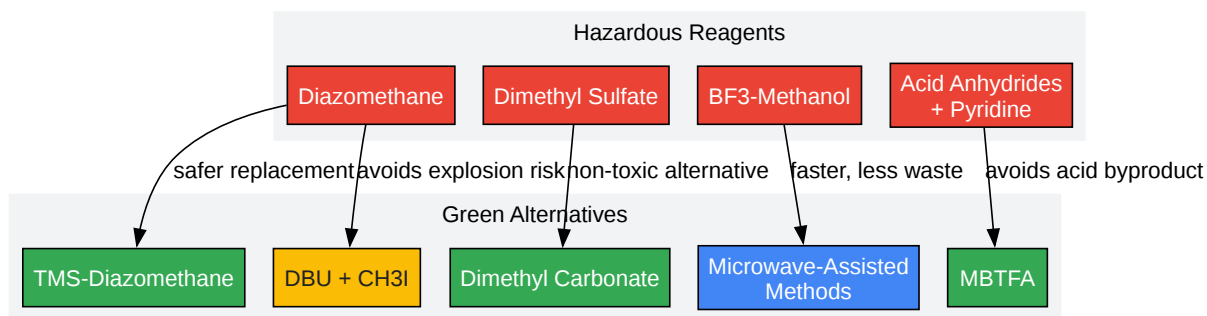 Hazardous Reagents
Diazomethane
Dimethyl Sulfate
BF3-Methanol
Acid Anhydrides
+ Pyridine
safer replacement
avoids explosion risk
non-toxic alternative
faster, less waste
avoids acid byproduct
Green Alternatives
TMS-Diazomethane
DBU + CH3I
Dimethyl Carbonate
Microwave-Assisted
Methods
MBTFA